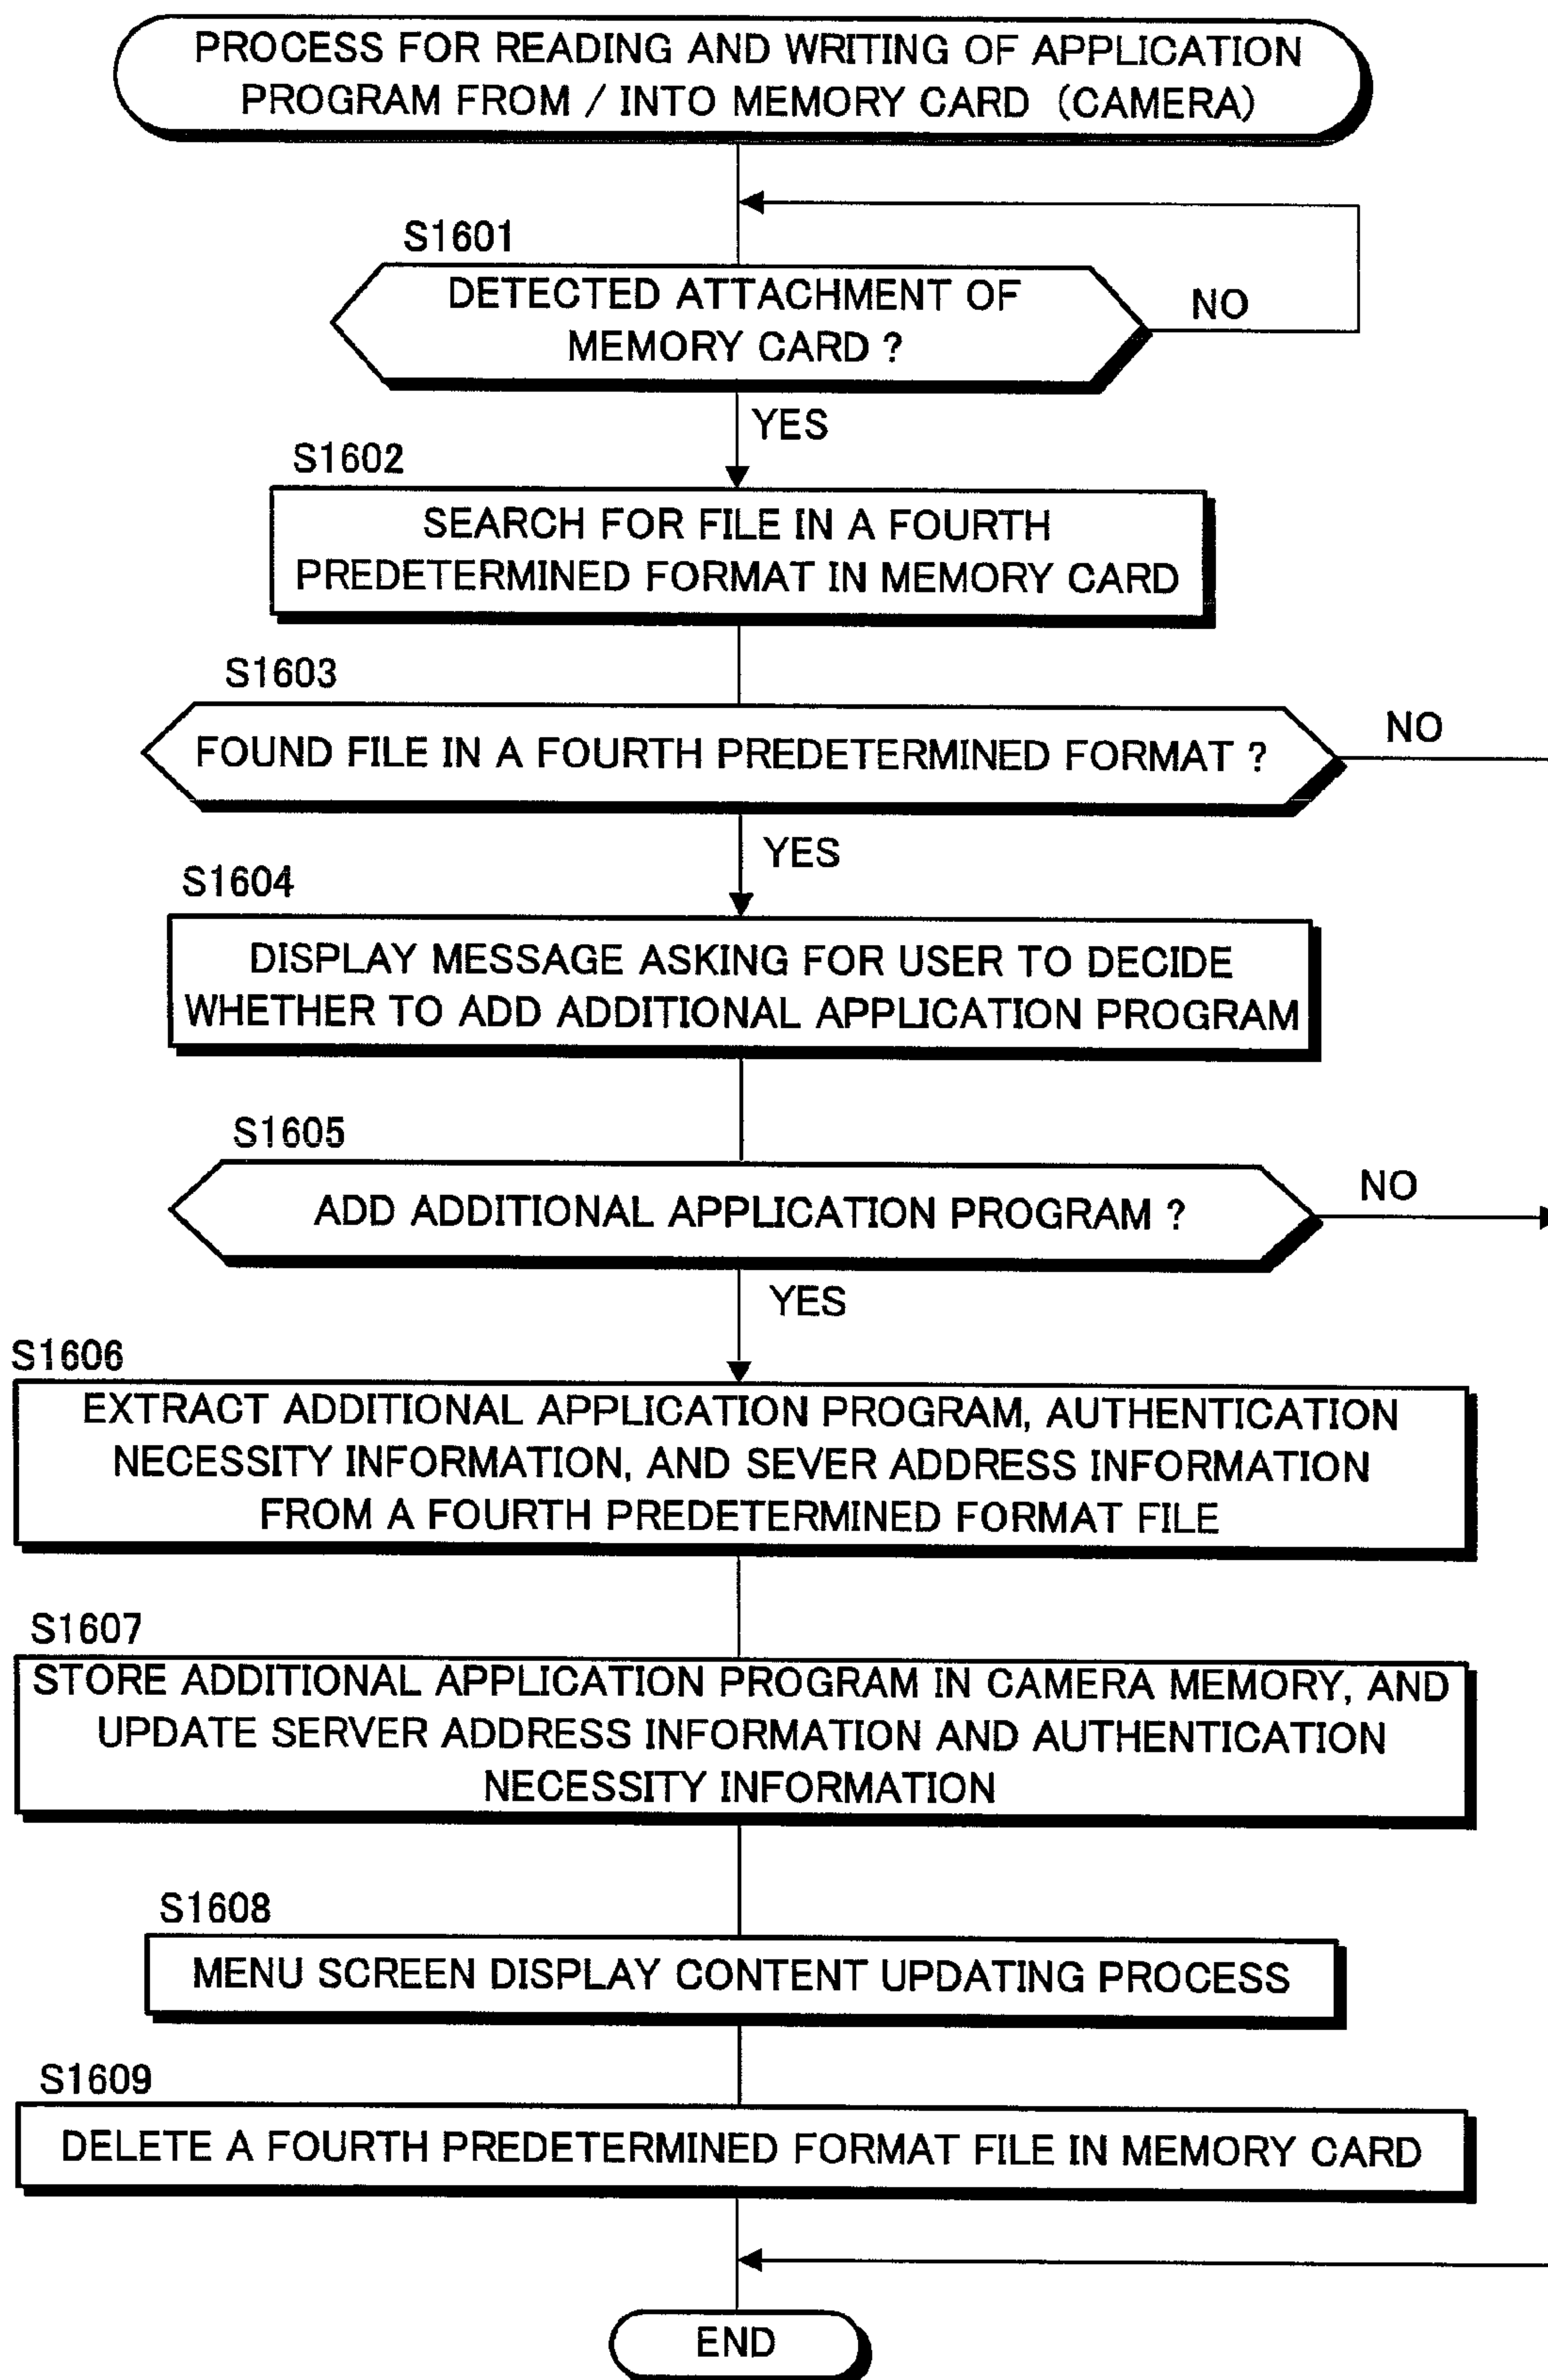 PROCESS FOR READING AND WRITING OF APPLICATION
PROGRAM FROM / INTO MEMORY CARD (CAMERA)
S1601
DETECTED ATTACHMENT OF
MEMORY CARD ?
NO
YES
S1602
SEARCH FOR FILE IN A FOURTH
PREDETERMINED FORMAT IN MEMORY CARD
S1603
FOUND FILE IN A FOURTH PREDETERMINED FORMAT ?
NO
YES
S1604
DISPLAY MESSAGE ASKING FOR USER TO DECIDE
WHETHER TO ADD ADDITIONAL APPLICATION PROGRAM
S1605
ADD ADDITIONAL APPLICATION PROGRAM ?
NO
YES
S1606
EXTRACT ADDITIONAL APPLICATION PROGRAM, AUTHENTICATION
NECESSITY INFORMATION, AND SEVER ADDRESS INFORMATION
FROM A FOURTH PREDETERMINED FORMAT FILE
S1607
STORE ADDITIONAL APPLICATION PROGRAM IN CAMERA MEMORY, AND
UPDATE SERVER ADDRESS INFORMATION AND AUTHENTICATION
NECESSITY INFORMATION
S1608
MENU SCREEN DISPLAY CONTENT UPDATING PROCESS
S1609
DELETE A FOURTH PREDETERMINED FORMAT FILE IN MEMORY CARD
END